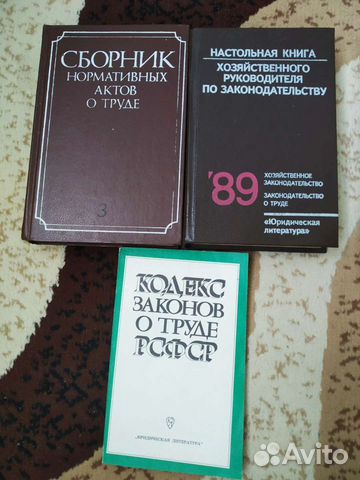 СБОРНИК
НОРМАТИВНЫХ
АКТОВ
О ТРУДЕ
3
НАСТОЛЬНАЯ КНИГА
ХОЗЯЙСТВЕННОГО
РУКОВОДИТЕЛЯ
ПО ЗАКОНОДАТЕЛЬСТВУ
'89
ХОЗЯЙСТВЕННОЕ
ЗАКОНОДАТЕЛЬСТВО
ЗАКОНОДАТЕЛЬСТВО
О ТРУДЕ
«Юридическая
литература»
КОДЕКС
ЗАКОНОВ
О ТРУДЕ
РСФСР
"ЮРИДИЧЕСКАЯ ЛИТЕРАТУРА"
Avito